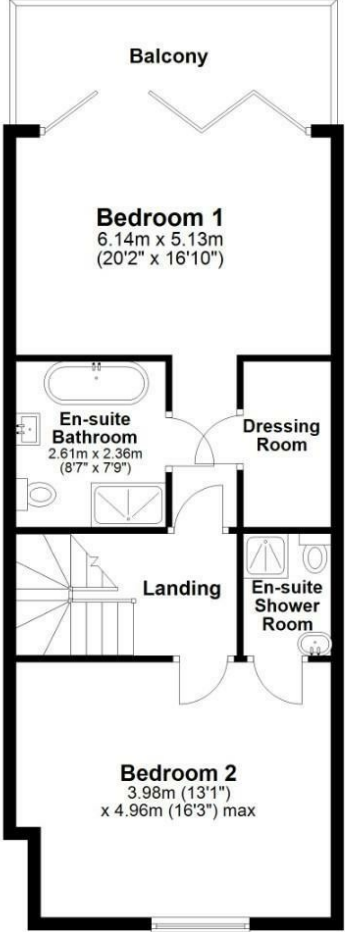 Balcony
Bedroom 1
6.14m x 5.13m
(20'2" x 16'10")
En-suite
Bathroom
2.61m x 2.36m
(8'7" x 7'9")
Dressing
Room
Landing
En-suite
Shower
Room
Bedroom 2
3.98m (13'1")
x 4.96m (16'3") max